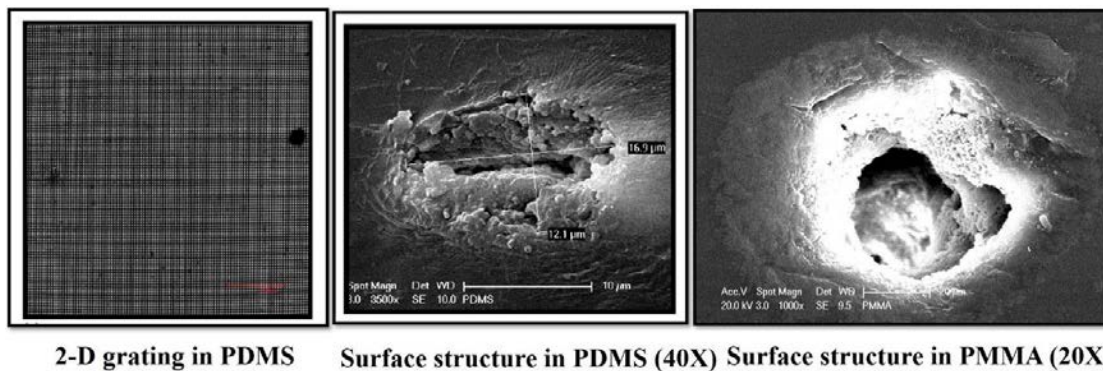 16.9 µm
12.1 µm
Spot Magn Det WD
3.0 3500x SE 10.0 PDMS
10 µm
Acc.V Spot Magn Det WD
20.0 kV 3.0 1000x SE 9.5 PMMA
2-D grating in PDMS
Surface structure in PDMS (40X)
Surface structure in PMMA (20X